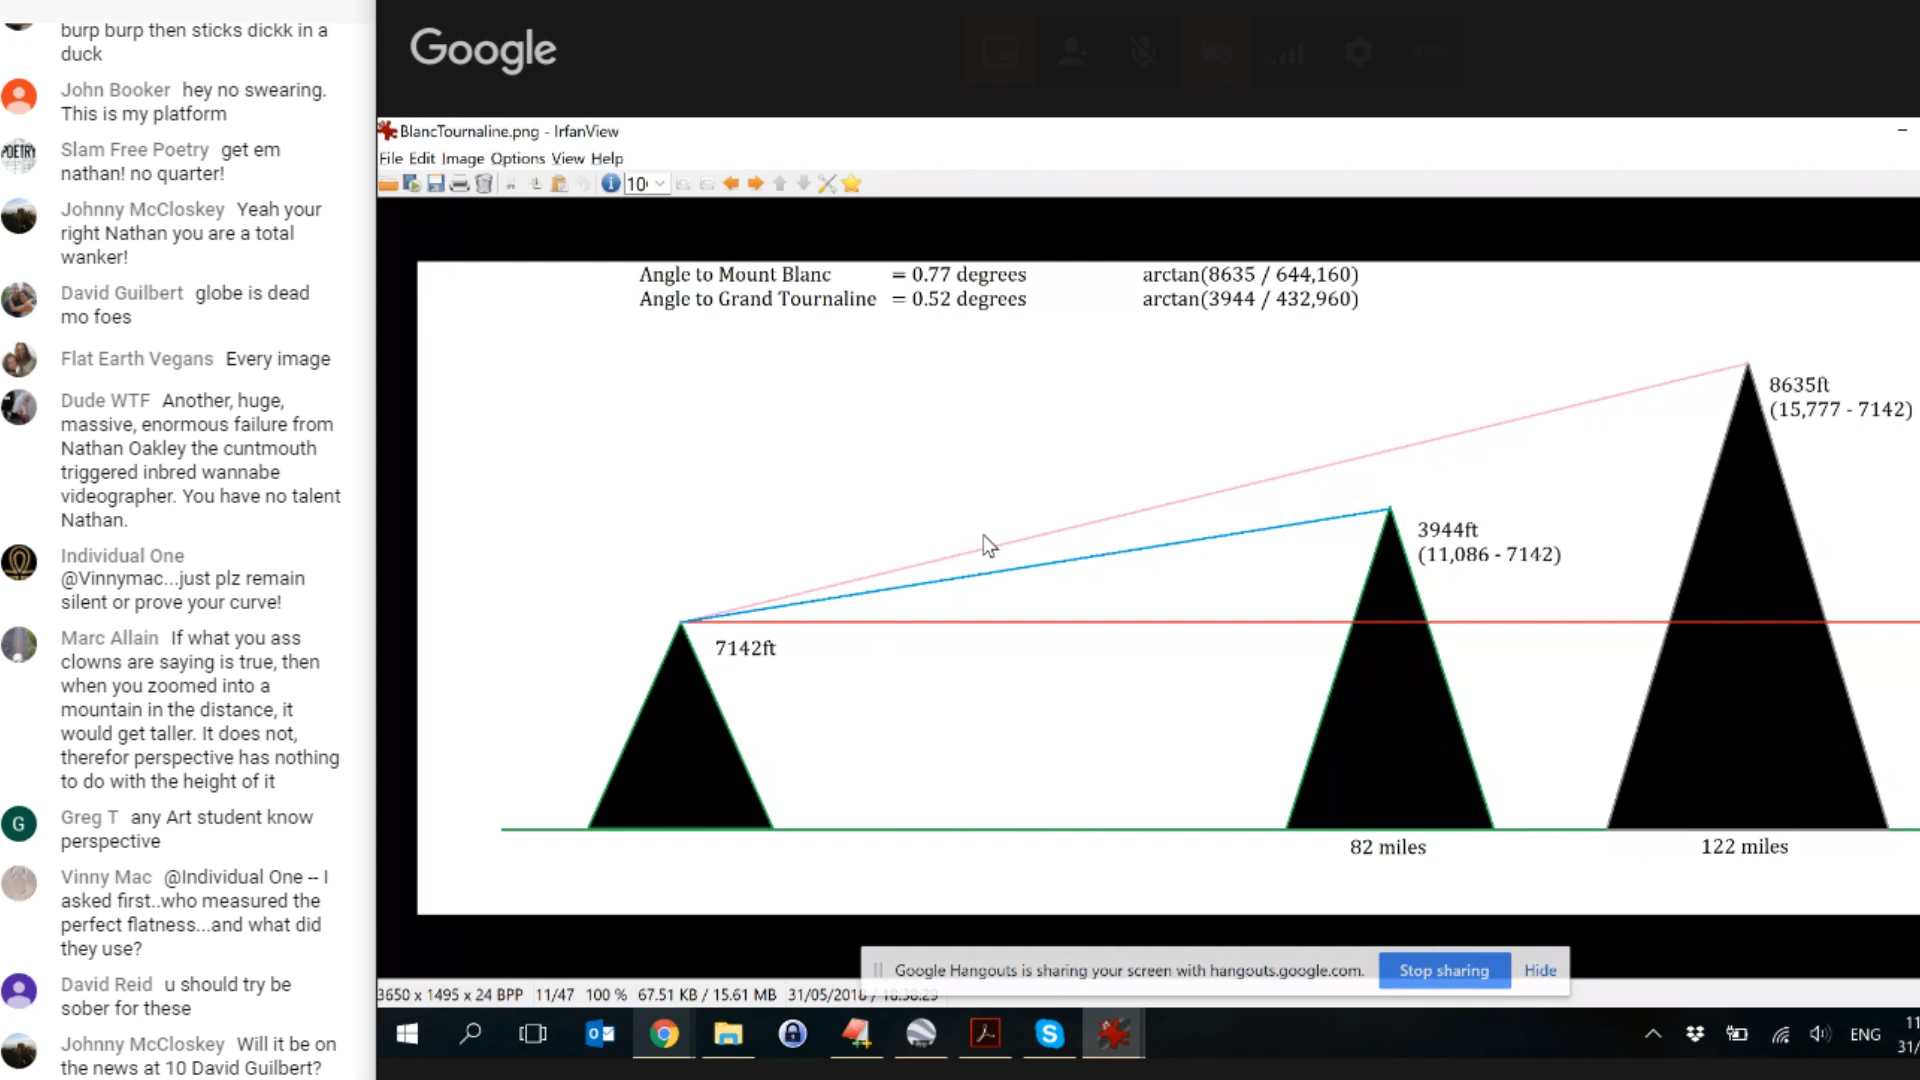 burp burp then sticks dickk in a
duck
John Booker hey no swearing.
This is my platform
POETRY
Slam Free Poetry get em
nathan! no quarter!
Johnny McCloskey Yeah your
right Nathan you are a total
wanker!
David Guilbert globe is dead
mo foes
Flat Earth Vegans Every image
Dude WTF Another, huge,
massive, enormous failure from
Nathan Oakley the cuntmouth
triggered inbred wannabe
videographer. You have no talent
Nathan.
Individual One
@Vinnymac...just plz remain
silent or prove your curve!
Marc Allain If what you ass
clowns are saying is true, then
when you zoomed into a
mountain in the distance, it
would get taller. It does not,
therefor perspective has nothing
to do with the height of it
G
Greg T any Art student know
perspective
Vinny Mac @Individual One -- I
asked first..who measured the
perfect flatness...and what did
they use?
David Reid u should try be
sober for these
Johnny McCloskey Will it be on
the news at 10 David Guilbert?
Google
BlancTournaline.png - IrfanView
File Edit Image Options View Help
Angle to Mount Blanc = 0.77 degrees arctan(8635 / 644,160)
Angle to Grand Tournaline = 0.52 degrees arctan(3944 / 432,960)
8635ft
(15,777 - 7142)
3944ft
(11,086 - 7142)
7142ft
82 miles
122 miles
Google Hangouts is sharing your screen with hangouts.google.com. Stop sharing Hide
3650 x 1495 x 24 BPP 11/47 100 % 67.51 KB / 15.61 MB 31/05/2018 / 18:38:29
ENG